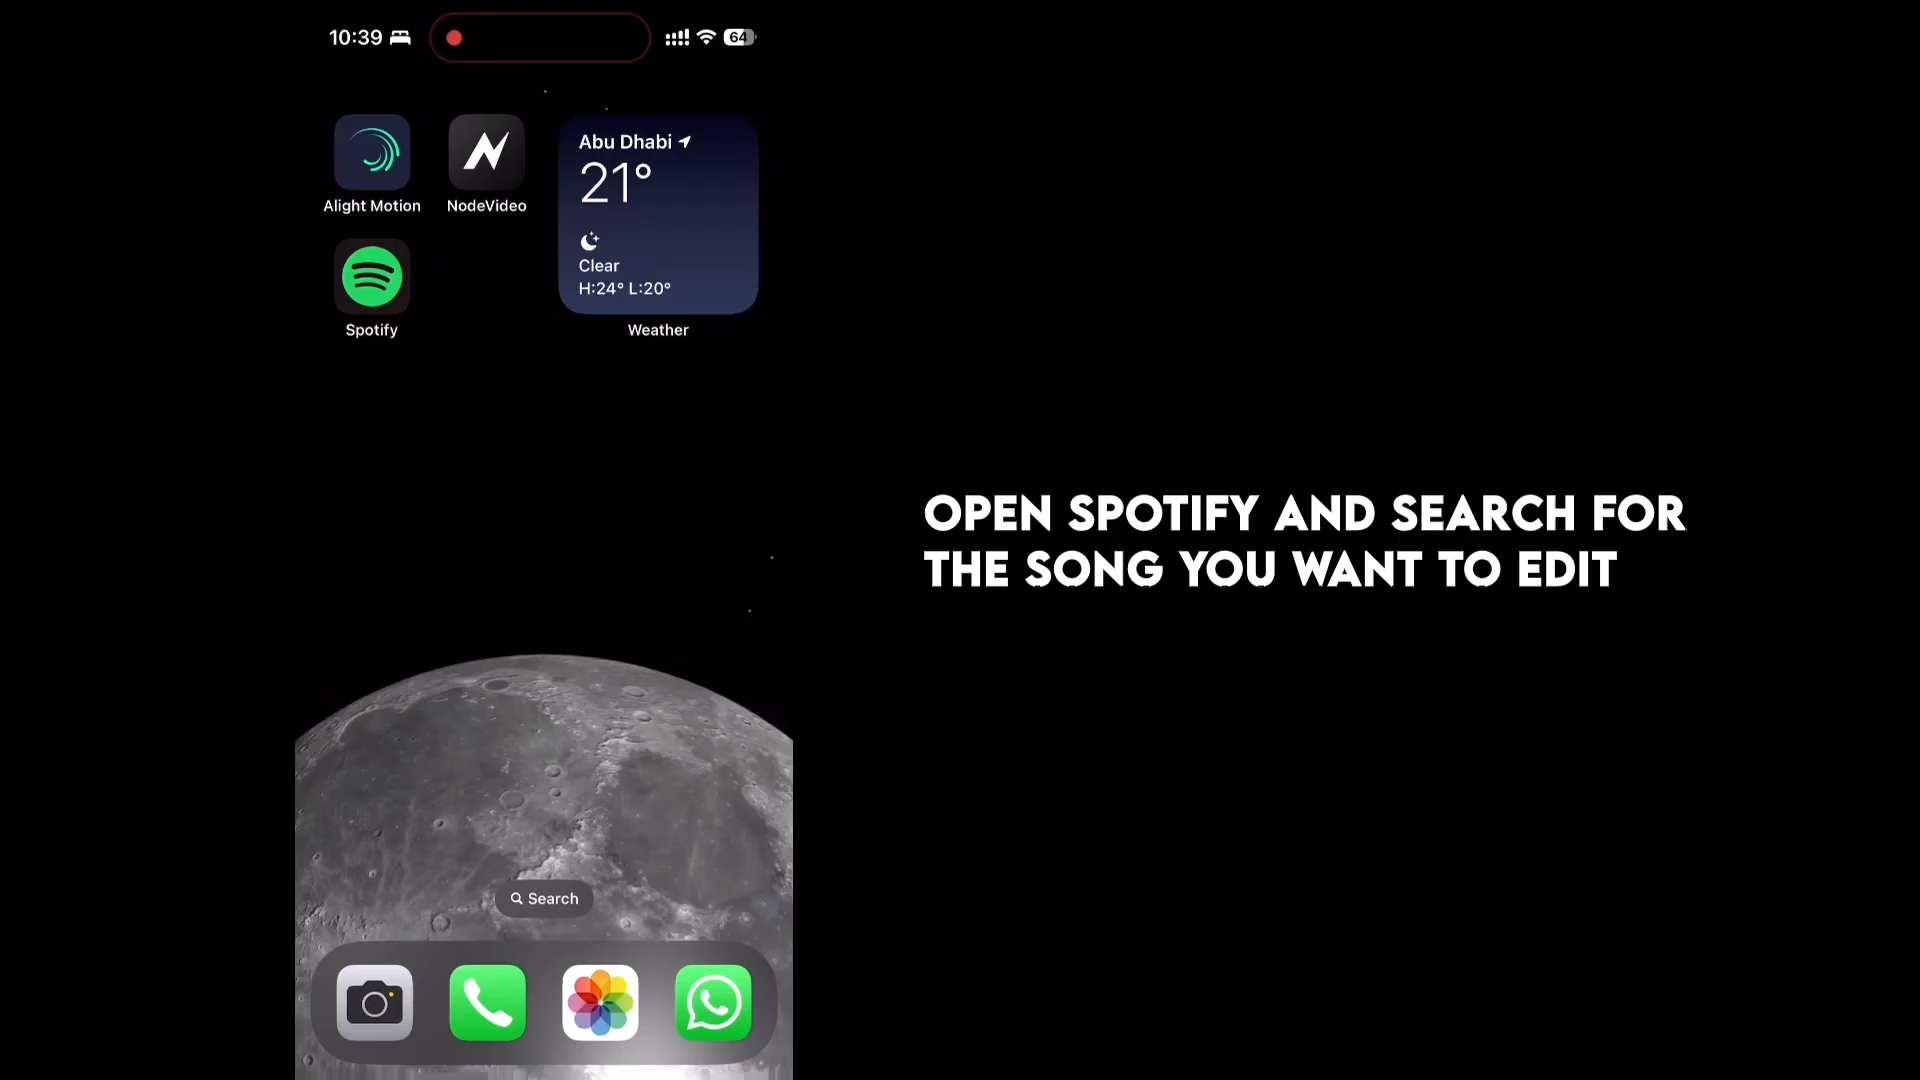 10:39
64
Abu Dhabi
21°
Clear
H:24° L:20°
Alight Motion
NodeVideo
Spotify
Weather
OPEN SPOTIFY AND SEARCH FOR
THE SONG YOU WANT TO EDIT
Search